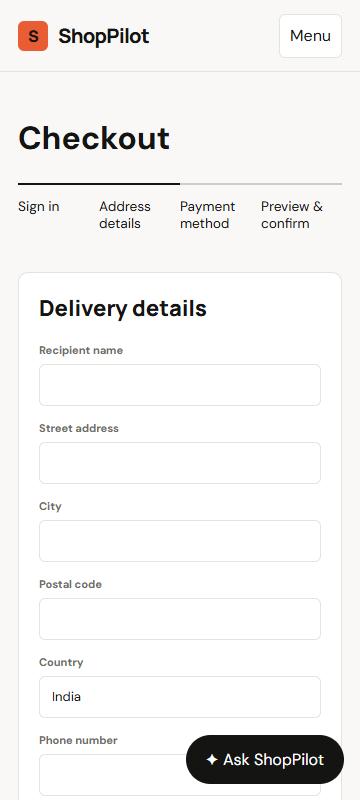 S ShopPilot
Menu
Checkout
Sign in
Address
details
Payment
method
Preview &
confirm
Delivery details
Recipient name
Street address
City
Postal code
Country
India
Phone number
✦ Ask ShopPilot